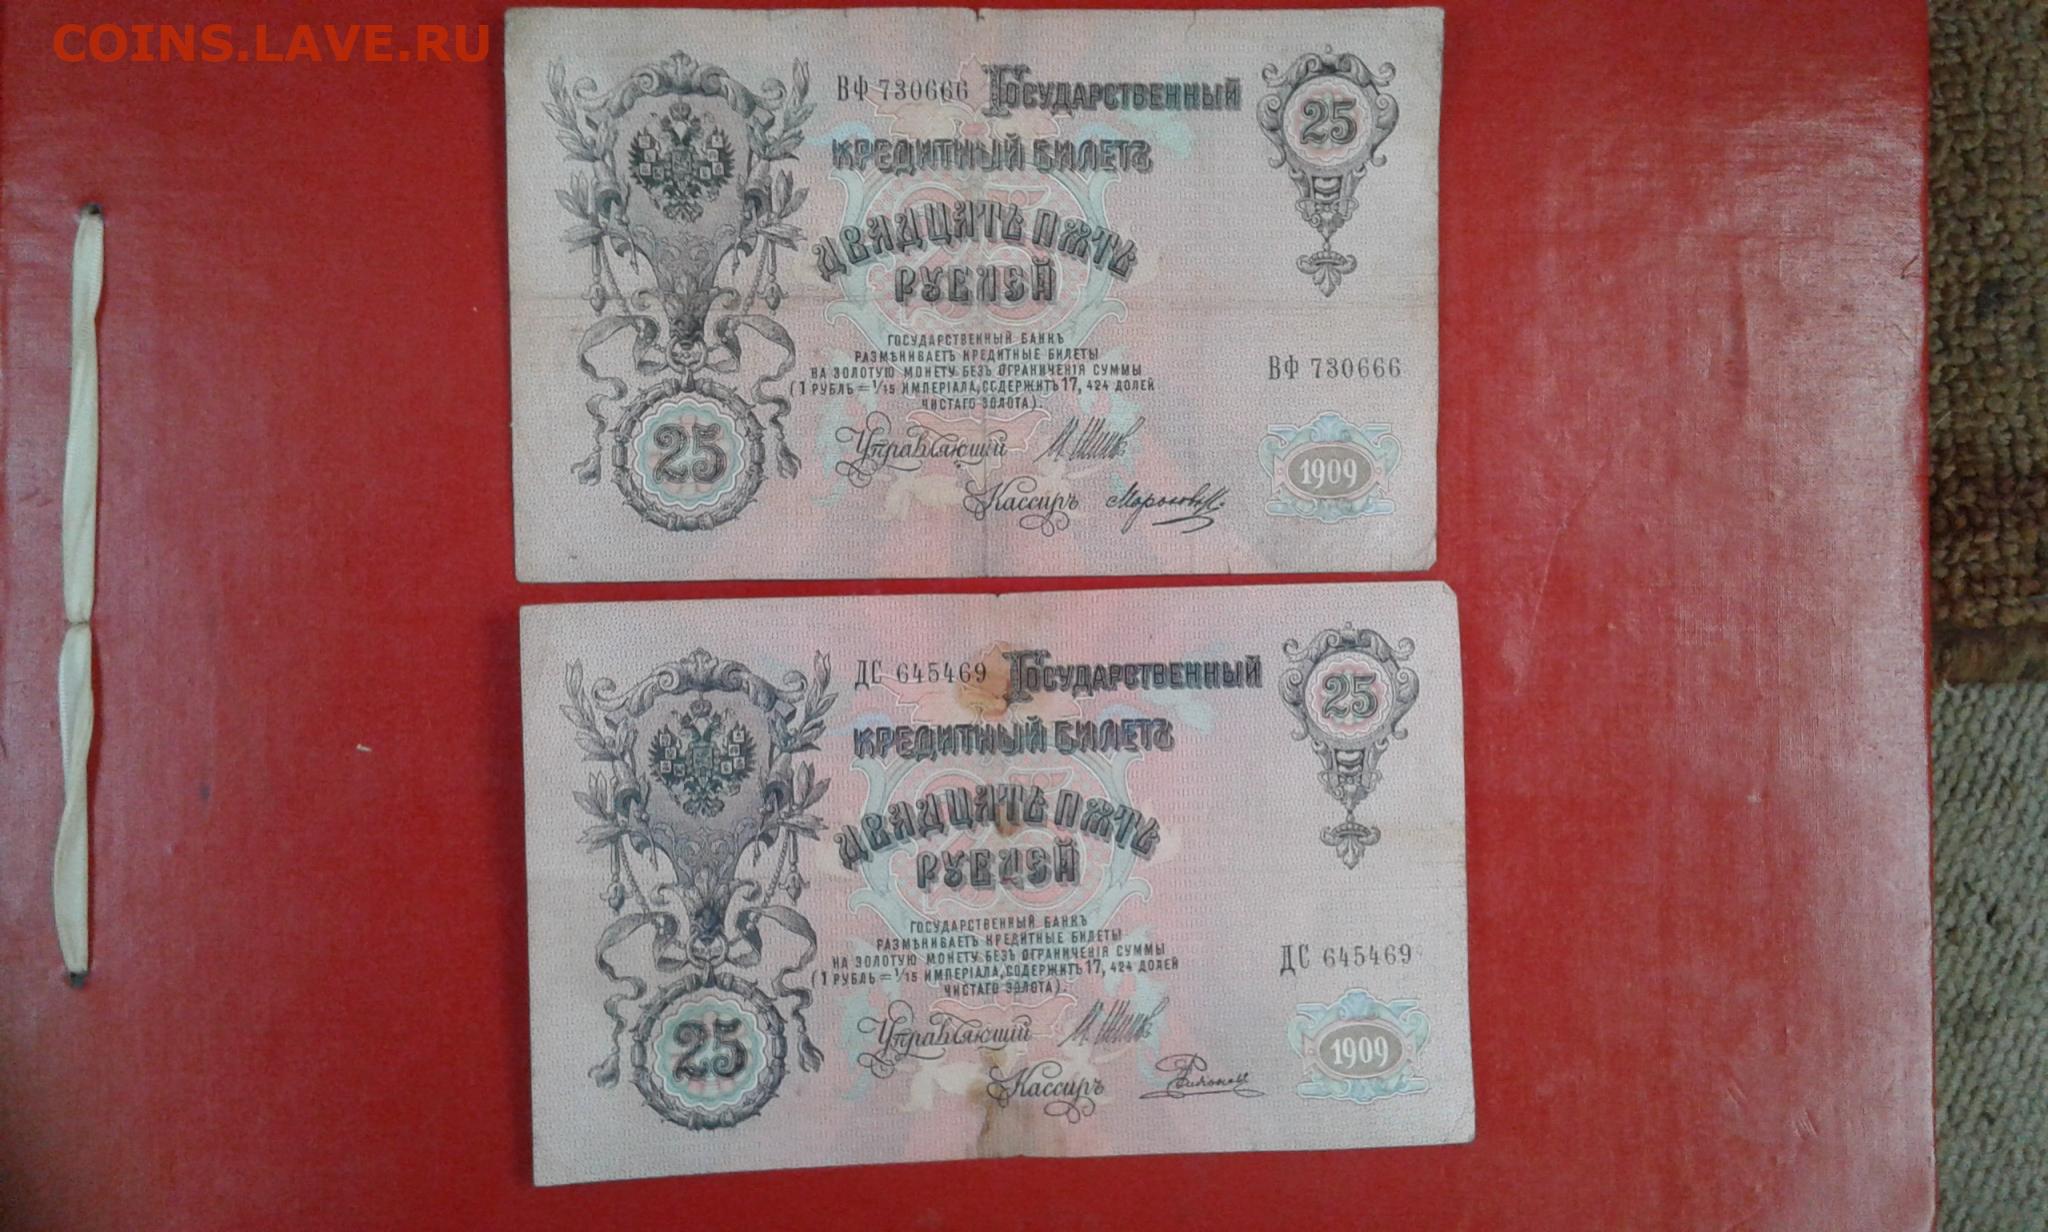 COINS.LAVE.RU
ВФ 730666 Государственный
25
кредитный билетъ
двадцать пять
рублей
Государственный банкъ
размѣниваетъ кредитные билеты
на золотую монету безъ ограниченія суммы
(1 рубль = 1/15 имперіала, содержитъ 17, 424 долей
чистаго золота).
ВФ 730666
25
Управляющій
Кассиръ
1909
ДС 645469 Государственный
25
кредитный билетъ
двадцать пять
рублей
Государственный банкъ
размѣниваетъ кредитные билеты
на золотую монету безъ ограниченія суммы
(1 рубль = 1/15 имперіала, содержитъ 17, 424 долей
чистаго золота).
ДС 645469
25
Управляющій
Кассиръ
1909